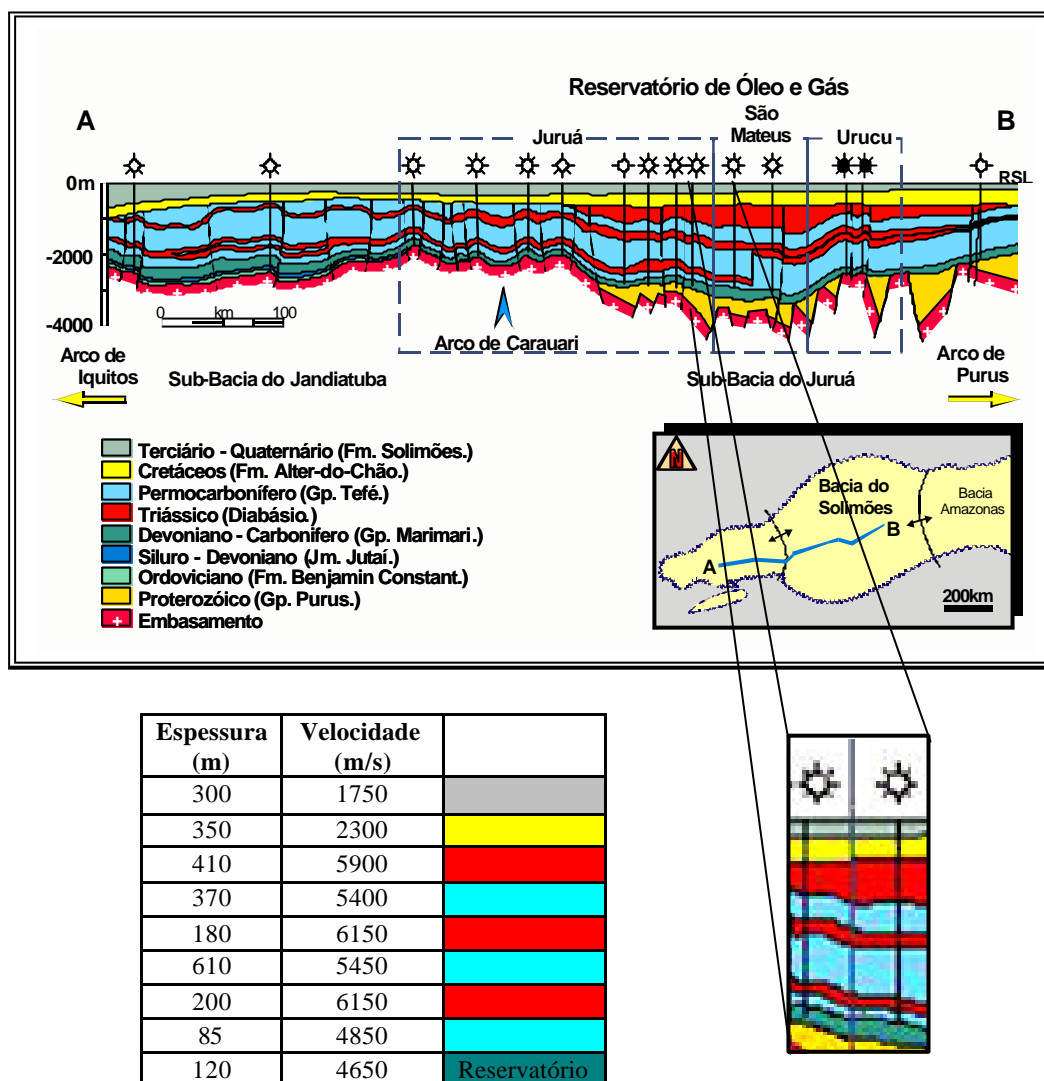 Reservatório de Óleo e Gás
A
Juruá
São
Mateus
Urucu
B
0m
RSL
-2000
-4000
0 km 100
Arco de Carauari
Arco de
Iquitos
Sub-Bacia do Jandiatuba
Sub-Bacia do Juruá
Arco de
Purus
Terciário - Quaternário (Fm. Solimões.)
Cretáceos (Fm. Alter-do-Chão.)
Permocarbonífero (Gp. Tefé.)
Triássico (Diabásio.)
Devoniano - Carbonifero (Gp. Marimari.)
Siluro - Devoniano (Jm. Jutaí.)
Ordoviciano (Fm. Benjamin Constant.)
Proterozóico (Gp. Purus.)
Embasamento
N
Bacia do
Solimões
Bacia
Amazonas
A
B
200km
Espessura
(m)
Velocidade
(m/s)
300 1750
350 2300
410 5900
370 5400
180 6150
610 5450
200 6150
85 4850
120 4650 Reservatório